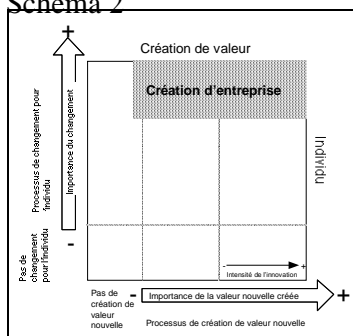 Schéma 2
+
Création de valeur
Création d'entreprise
Processus de changement pour
l'individu
Importance du changement
Individu
-
Pas de
changement
pour l'individu
- +
Intensité de l'innovation
Pas de
création de
valeur
nouvelle
- Importance de la valeur nouvelle créée +
Processus de création de valeur nouvelle